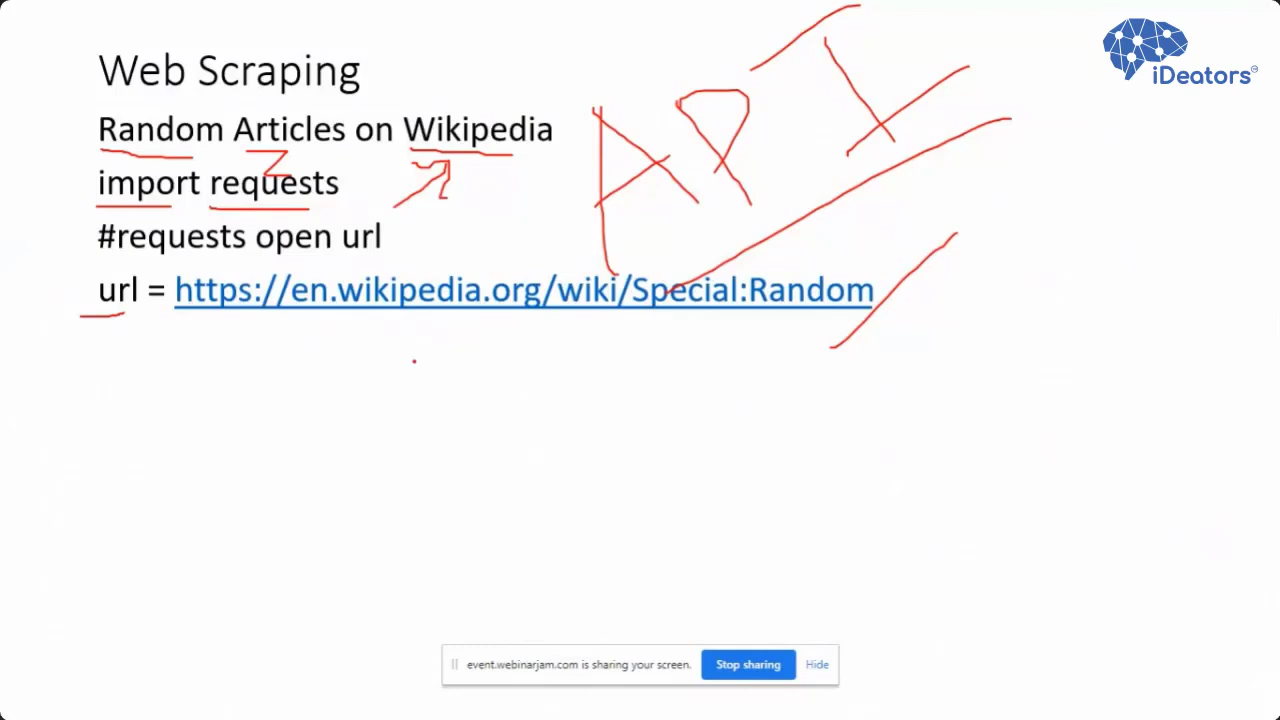 Web Scraping
iDeators
Random Articles on Wikipedia
API
import requests
#requests open url
url = https://en.wikipedia.org/wiki/Special:Random
event.webinarjam.com is sharing your screen.
Stop sharing
Hide